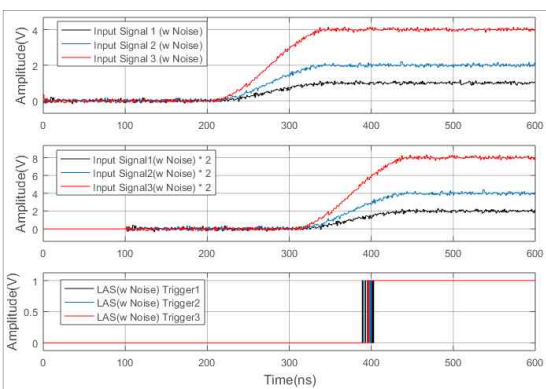 Amplitude(V)
4
2
0
Input Signal 1 (w Noise)
Input Signal 2 (w Noise)
Input Signal 3 (w Noise)
0 100 200 300 400 500 600
Amplitude(V)
8
6
4
2
0
Input Signal1(w Noise) * 2
Input Signal2(w Noise) * 2
Input Signal3(w Noise) * 2
0 100 200 300 400 500 600
Amplitude(V)
1
0.5
0
LAS(w Noise) Trigger1
LAS(w Noise) Trigger2
LAS(w Noise) Trigger3
0 100 200 300 400 500 600
Time(ns)